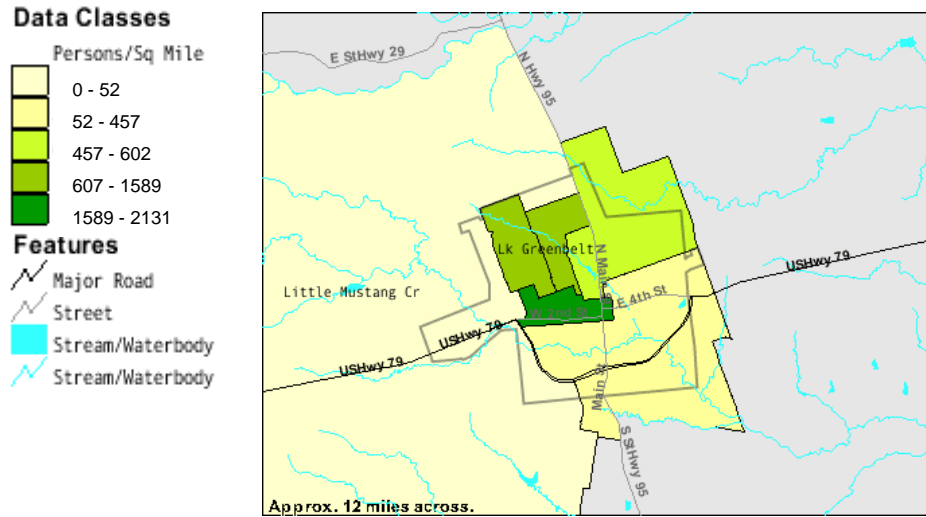 Data Classes
Persons/Sq Mile
0 - 52
52 - 457
457 - 602
607 - 1589
1589 - 2131
Features
Major Road
Street
Stream/Waterbody
Stream/Waterbody
E StHwy 29
N Hwy 95
Lk Greenbelt
N Main
USHwy 79
Little Mustang Cr
E 4th St
W 2nd St
USHwy 79
USHwy 79
Main St
S StHwy 95
Approx. 12 miles across.